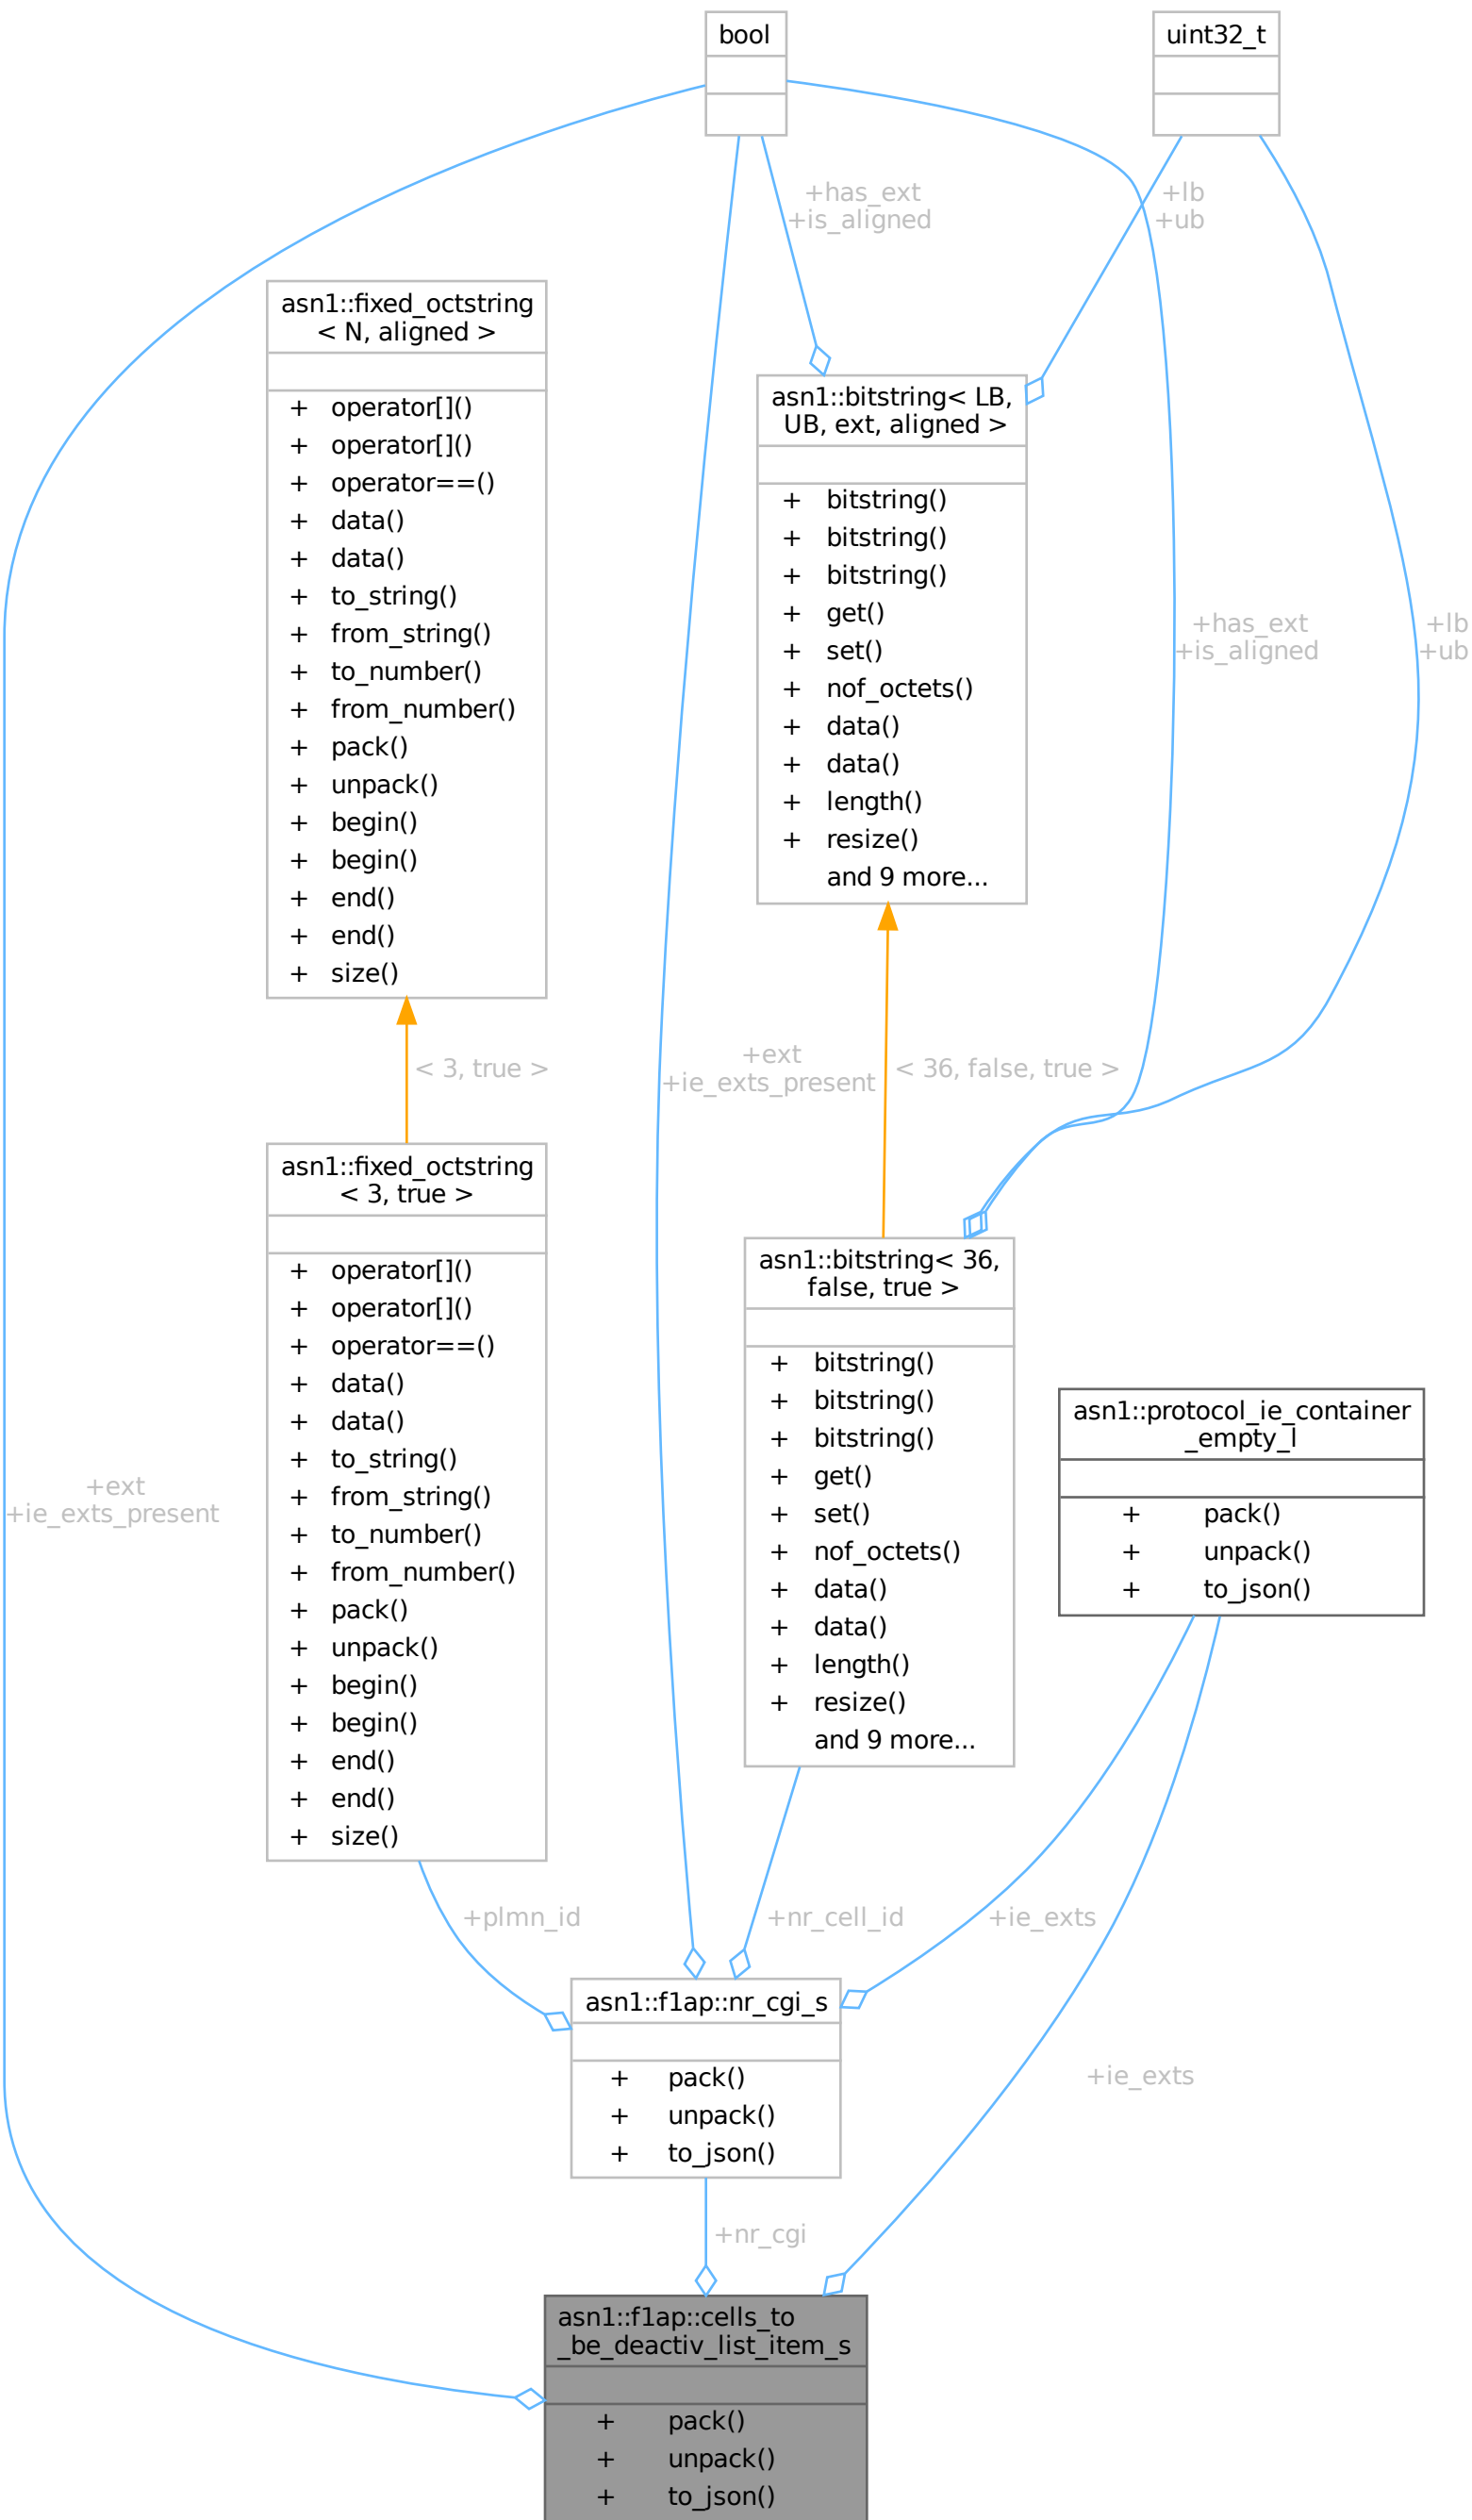 bool
uint32_t
+has_ext
+is_aligned
+lb
+ub
asn1::fixed_octstring
< N, aligned >
+ operator[]()
+ operator[]()
+ operator==()
+ data()
+ data()
+ to_string()
+ from_string()
+ to_number()
+ from_number()
+ pack()
+ unpack()
+ begin()
+ begin()
+ end()
+ end()
+ size()
asn1::bitstring< LB,
UB, ext, aligned >
+ bitstring()
+ bitstring()
+ bitstring()
+ get()
+ set()
+ nof_octets()
+ data()
+ data()
+ length()
+ resize()
and 9 more...
+has_ext
+is_aligned
+lb
+ub
< 3, true >
+ext
+ie_exts_present
< 36, false, true >
asn1::fixed_octstring
< 3, true >
+ operator[]()
+ operator[]()
+ operator==()
+ data()
+ data()
+ to_string()
+ from_string()
+ to_number()
+ from_number()
+ pack()
+ unpack()
+ begin()
+ begin()
+ end()
+ end()
+ size()
asn1::bitstring< 36,
false, true >
+ bitstring()
+ bitstring()
+ bitstring()
+ get()
+ set()
+ nof_octets()
+ data()
+ data()
+ length()
+ resize()
and 9 more...
asn1::protocol_ie_container
_empty_l
+ pack()
+ unpack()
+ to_json()
+ext
+ie_exts_present
+plmn_id
+nr_cell_id
+ie_exts
asn1::f1ap::nr_cgi_s
+ pack()
+ unpack()
+ to_json()
+ie_exts
+nr_cgi
asn1::f1ap::cells_to
_be_deactiv_list_item_s
+ pack()
+ unpack()
+ to_json()